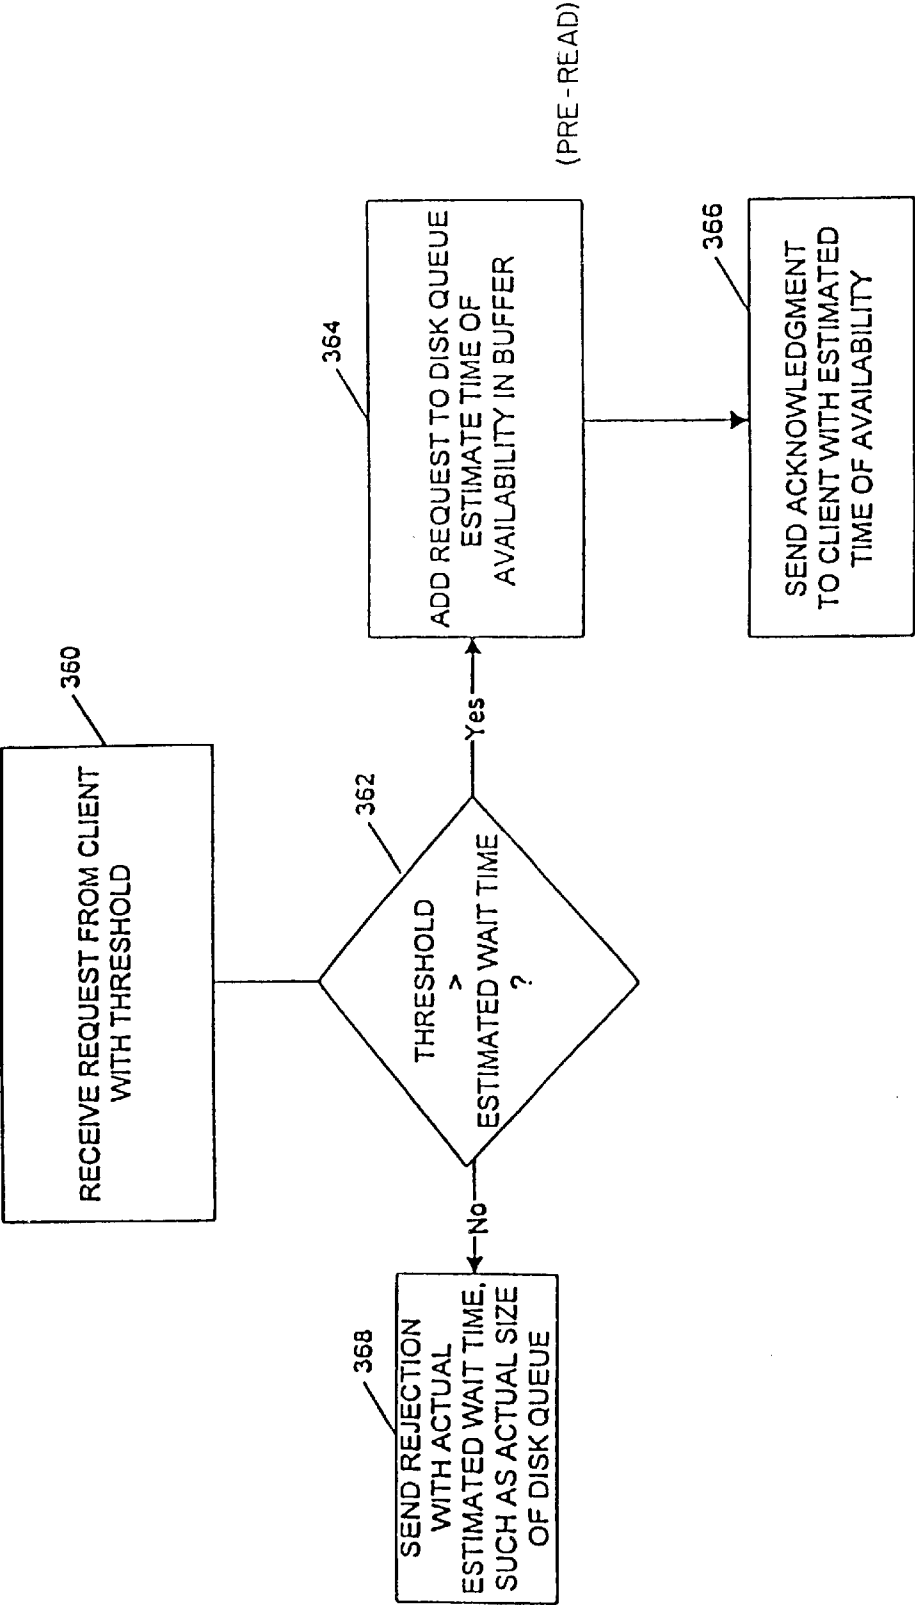 360
RECEIVE REQUEST FROM CLIENT
WITH THRESHOLD
362
THRESHOLD
>
ESTIMATED WAIT TIME
?
No
Yes
368
SEND REJECTION
WITH ACTUAL
ESTIMATED WAIT TIME,
SUCH AS ACTUAL SIZE
OF DISK QUEUE
364
ADD REQUEST TO DISK QUEUE
ESTIMATE TIME OF
AVAILABILITY IN BUFFER
366
SEND ACKNOWLEDGMENT
TO CLIENT WITH ESTIMATED
TIME OF AVAILABILITY
(PRE-READ)